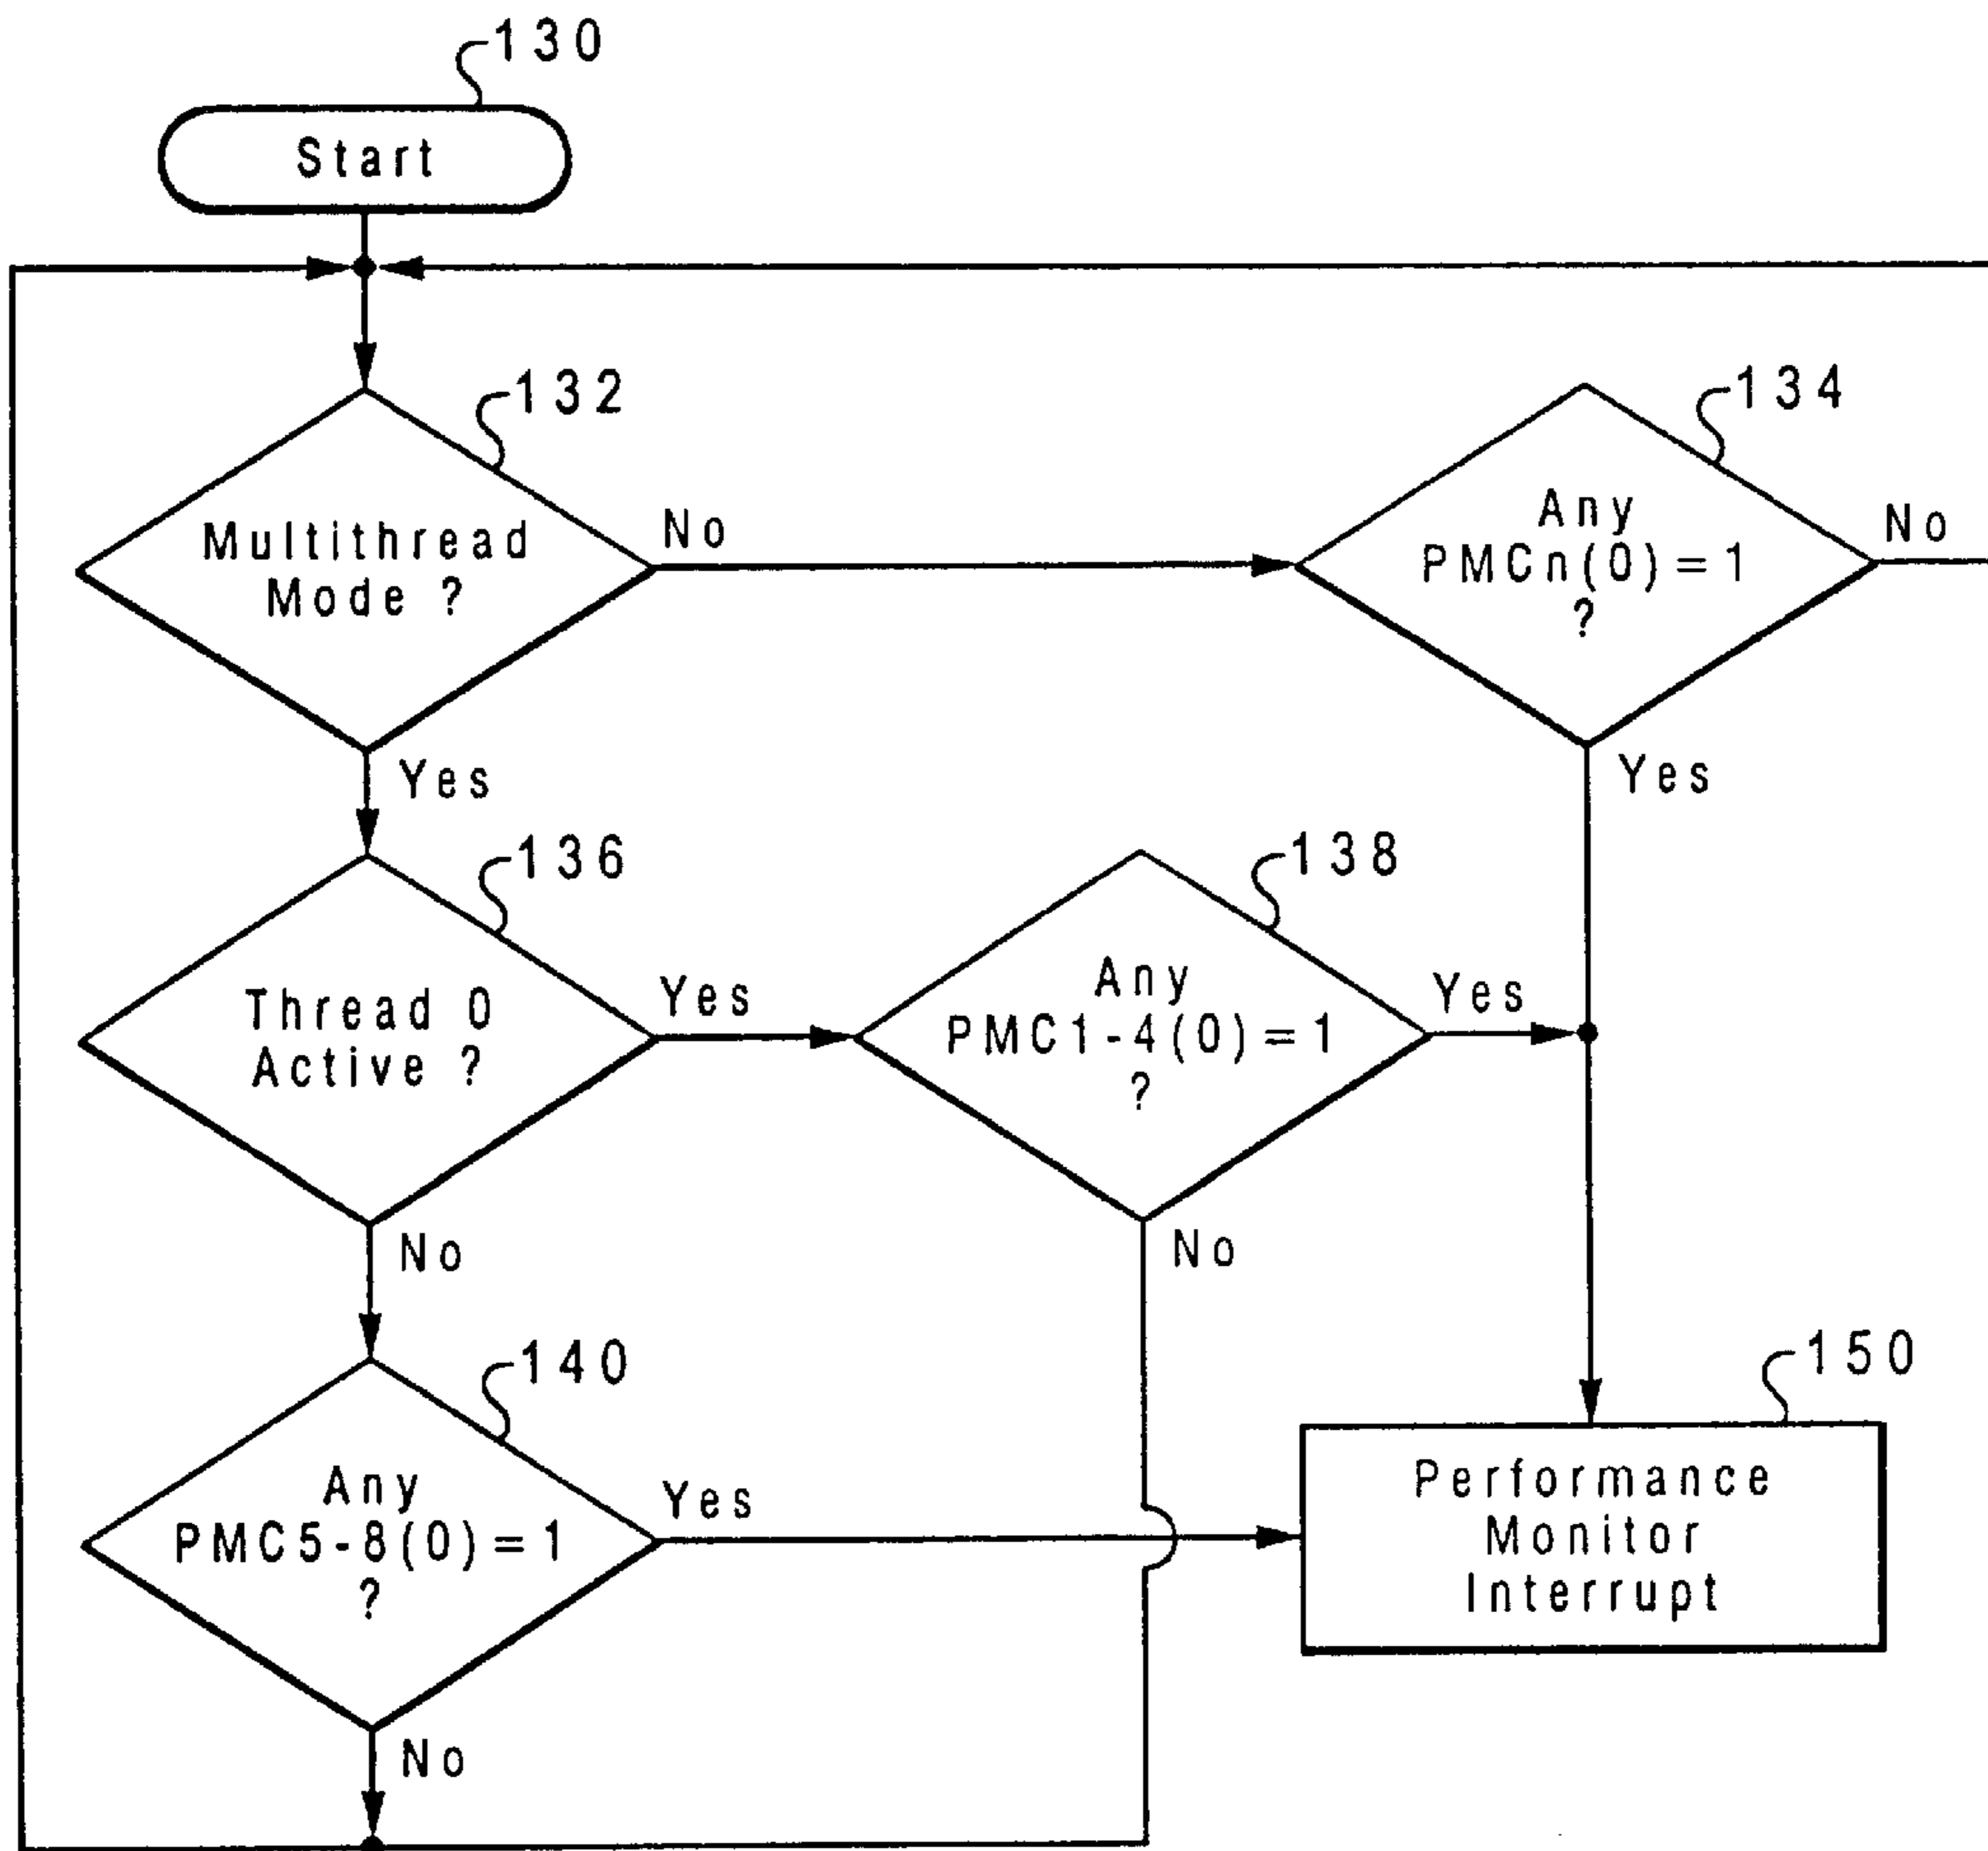 130
Start
132
Multithread
Mode ?
No
Yes
134
Any
PMCn(0)=1
?
No
Yes
136
Thread 0
Active ?
Yes
No
138
Any
PMC1-4(0)=1
?
Yes
No
140
Any
PMC5-8(0)=1
?
Yes
No
150
Performance
Monitor
Interrupt